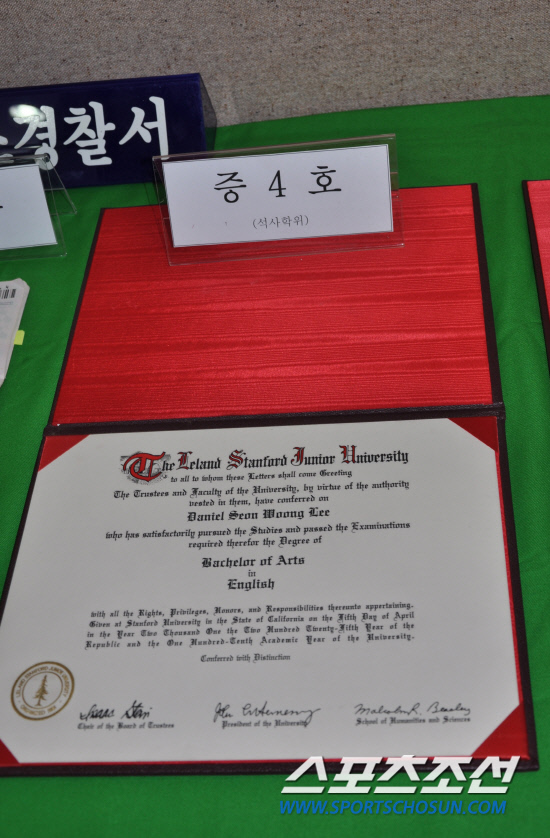 경찰서
증 4 호
(석사학위)
The Leland Stanford Junior University
to all to whom these Letters shall come Greeting
The Trustees and Faculty of the University, by virtue of the authority
vested in them, have conferred on
Daniel Seon Woong Lee
who has satisfactorily pursued the Studies and passed the Examinations
required therefor the Degree of
Bachelor of Arts
in
English
with all the Rights, Privileges, Honors, and Responsibilities thereunto appertaining.
Given at Stanford University in the State of California on the Fifth Day of April
in the Year Two Thousand One the Two Hundred Twenty-Fifth Year of the
Republic and the One Hundred-Tenth Academic Year of the University.
Conferred with Distinction
Chair of the Board of Trustees
President of the University
School of Humanities and Sciences
스포츠조선
WWW.SPORTSCHOSUN.COM